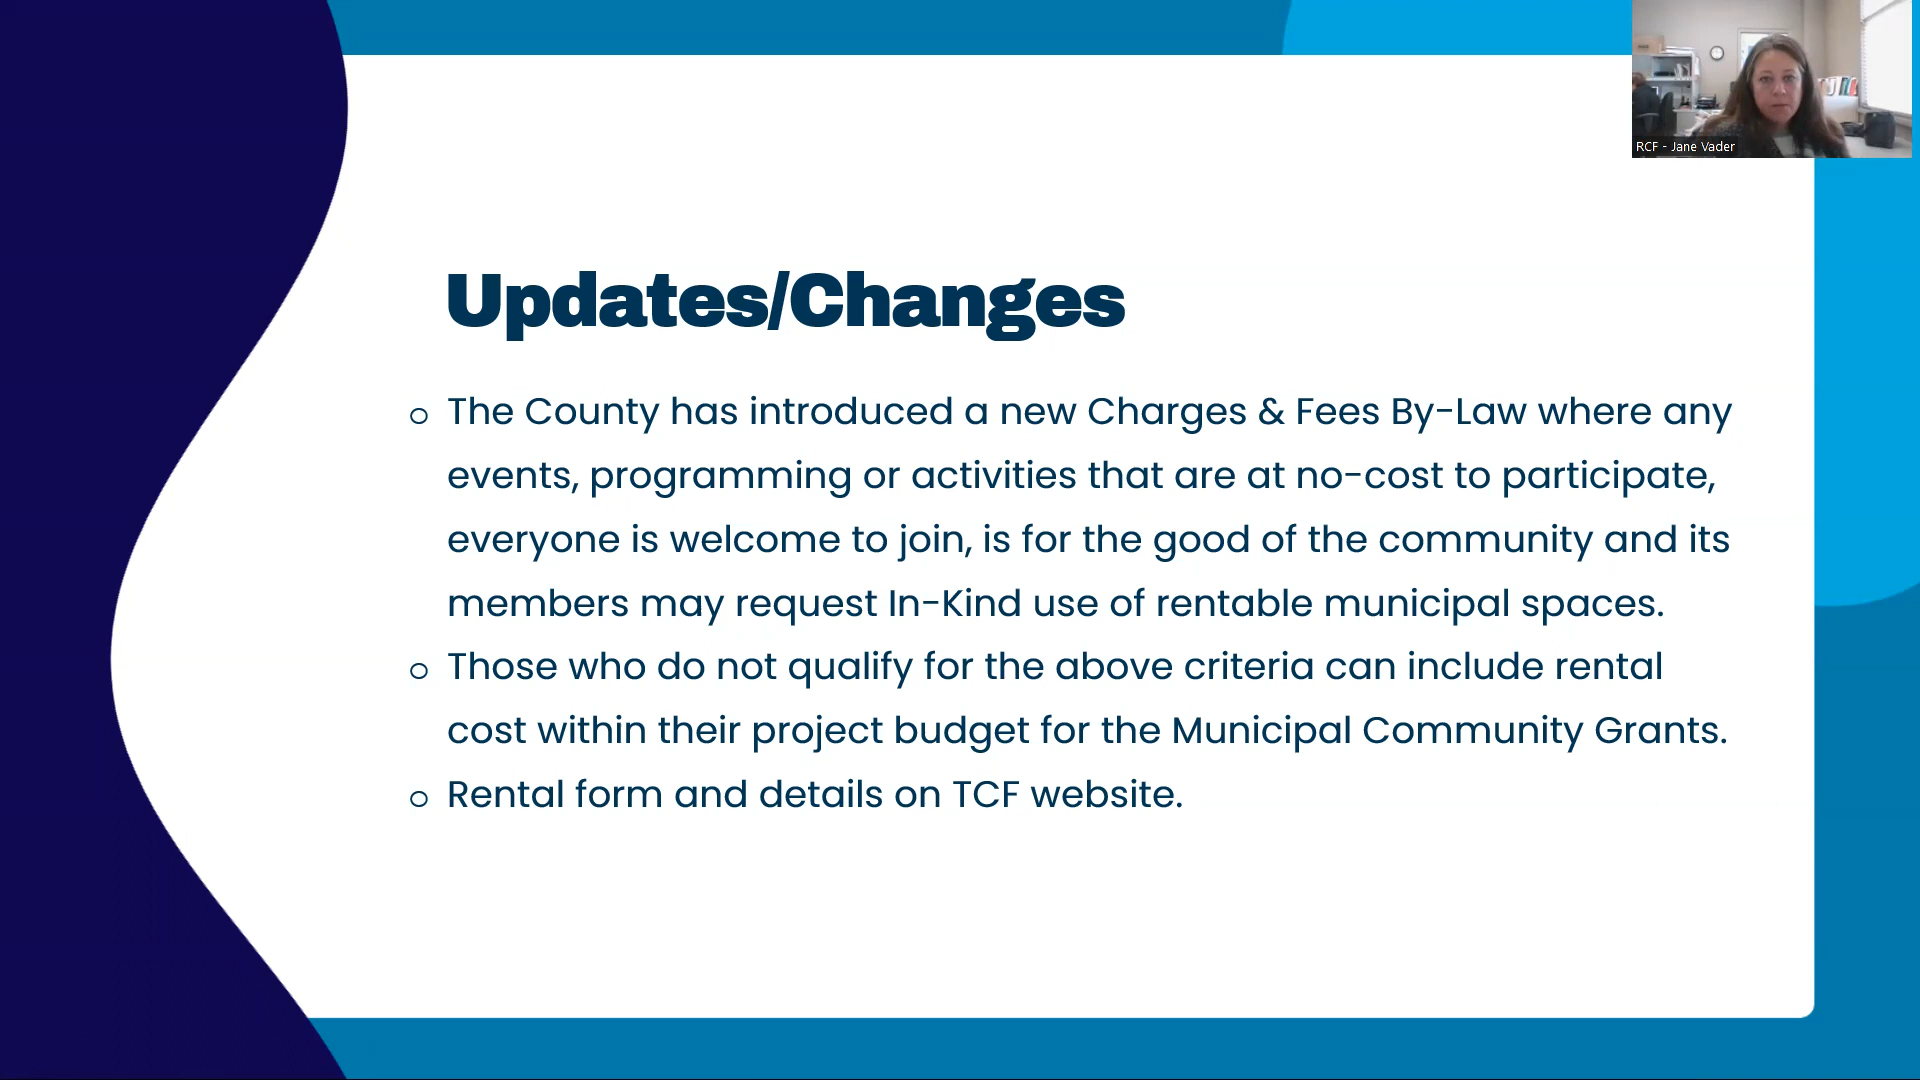 RCF - Jane Vader
Updates/Changes
o The County has introduced a new Charges & Fees By-Law where any
events, programming or activities that are at no-cost to participate,
everyone is welcome to join, is for the good of the community and its
members may request In-Kind use of rentable municipal spaces.
o Those who do not qualify for the above criteria can include rental
cost within their project budget for the Municipal Community Grants.
o Rental form and details on TCF website.